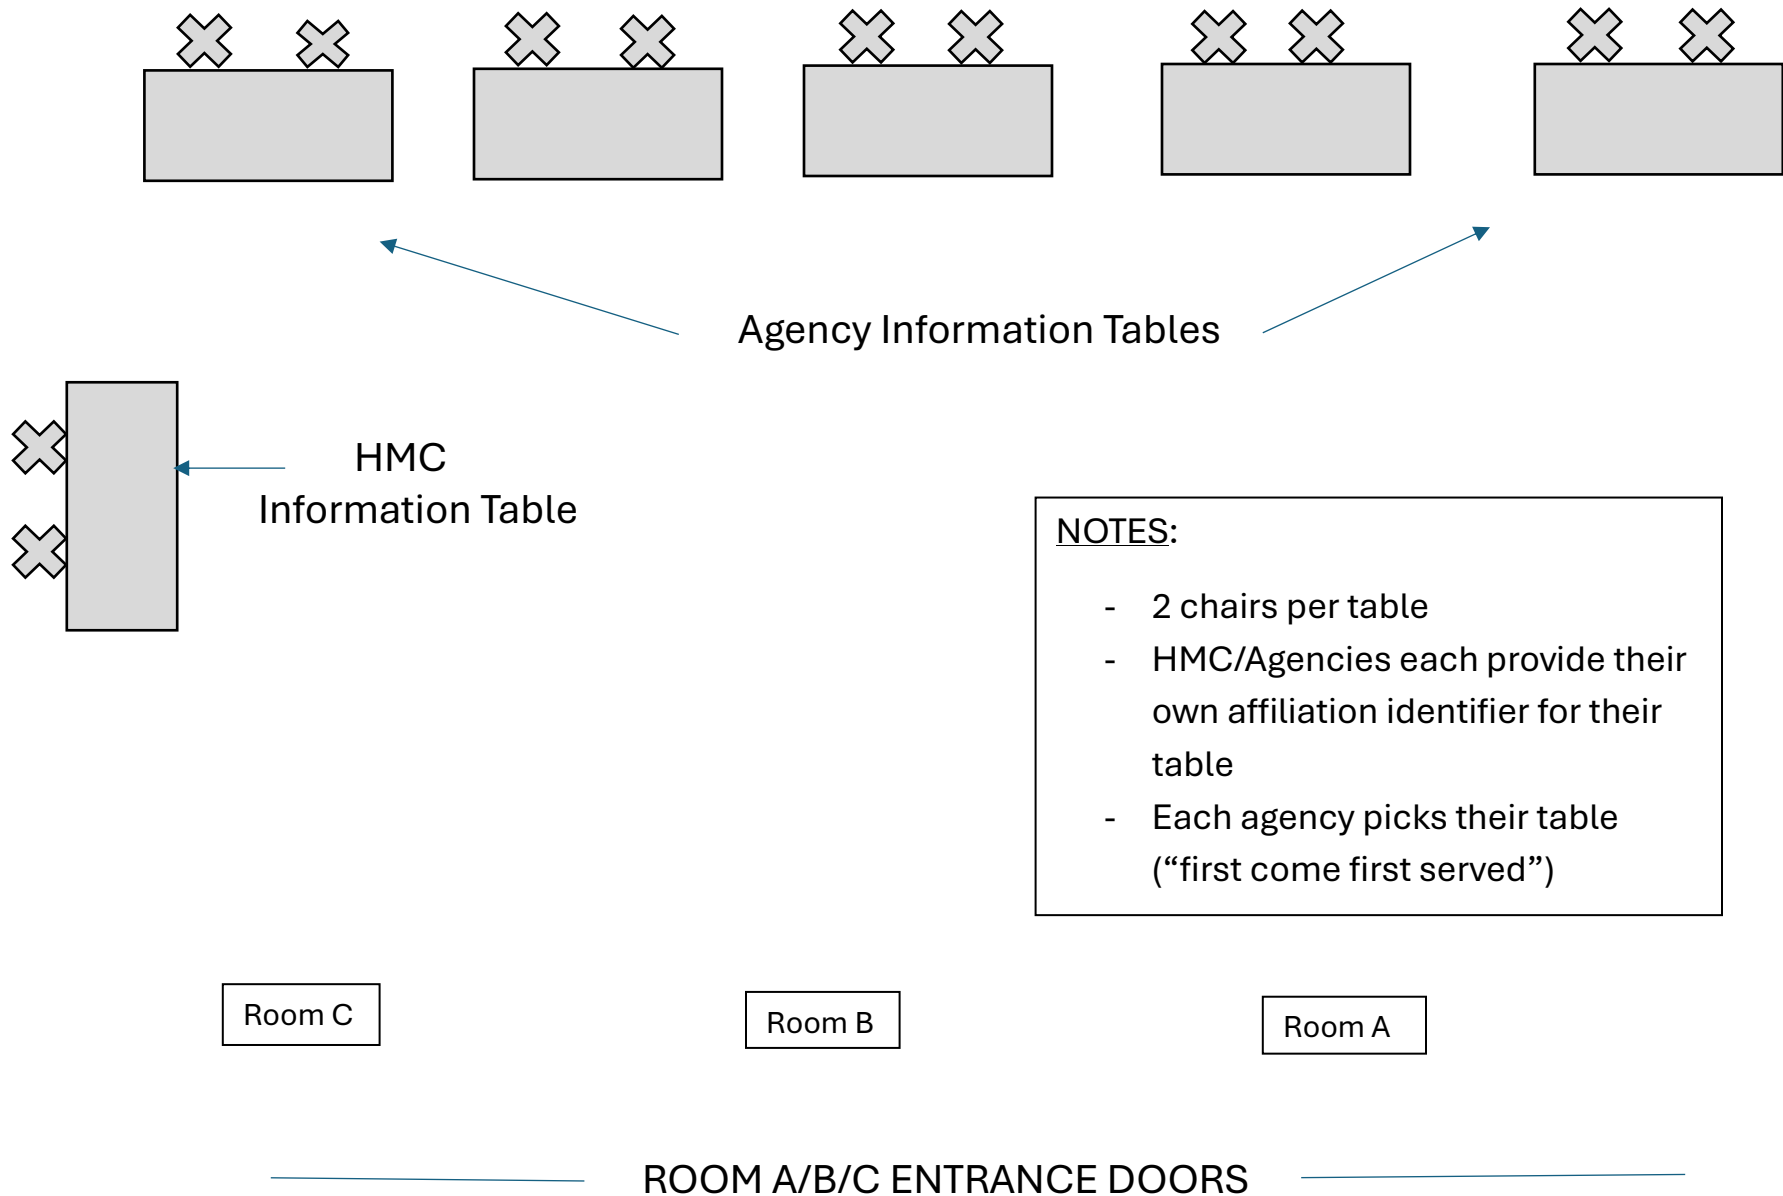 Agency Information Tables
HMC
Information Table
NOTES:
- 2 chairs per table
- HMC/Agencies each provide their
own affiliation identifier for their
table
- Each agency picks their table
(“first come first served”)
Room C
Room B
Room A
ROOM A/B/C ENTRANCE DOORS